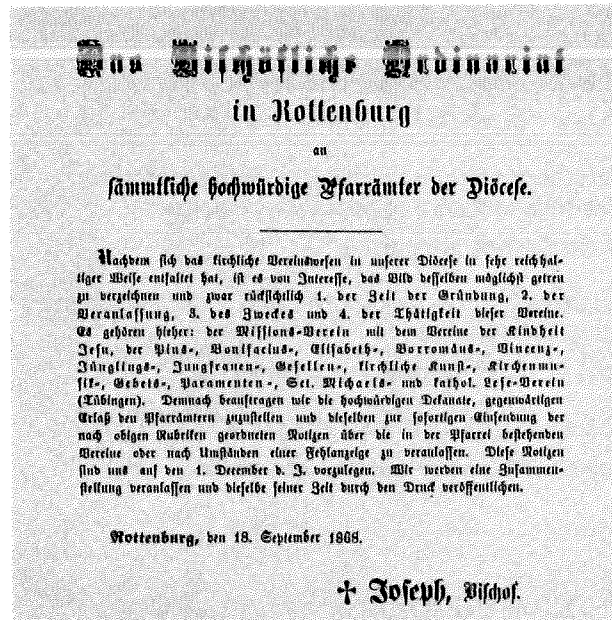 Das Bischöfliche Ordinariat
in Rottenburg
an
sämmtliche hochwürdige Pfarrämter der Diöcese.
Nachdem sich das kirchliche Vereinswesen in unserer Diöcese in sehr reichhal-
tiger Weise entfaltet hat, ist es von Interesse, das Bild desselben möglichst getreu
zu verzeichnen und zwar rücksichtlich 1. der Zeit der Gründung, 2. der
Veranlassung, 3. des Zweckes und 4. der Thätigkeit dieser Vereine.
Es gehören hieher: der Missions-Verein mit dem Vereine der Kindheit
Jesu, der Pius-, Bonifacius-, Elisabeth-, Borromäus-, Vincenz-,
Jünglings-, Jungfrauen-, Gesellen-, kirchliche Kunst-, Kirchenmu-
sik-, Gebets-, Paramenten-, Sct. Michaels- und kathol. Lese-Verein
(Tübingen). Demnach beauftragen wir die hochwürdigen Dekanate, gegenwärtigen
Erlaß den Pfarrämtern zuzustellen und dieselben zur sofortigen Einsendung der
nach obigen Rubriken geordneten Notizen über die in der Pfarrei bestehenden
Vereine oder nach Umständen einer Fehlanzeige zu veranlassen. Diese Notizen
sind uns auf den 1. December d. J. vorzulegen. Wir werden eine Zusammen-
stellung veranlassen und dieselbe seiner Zeit durch den Druck veröffentlichen.
Rottenburg, den 18. September 1868.
† Joseph, Bischof.